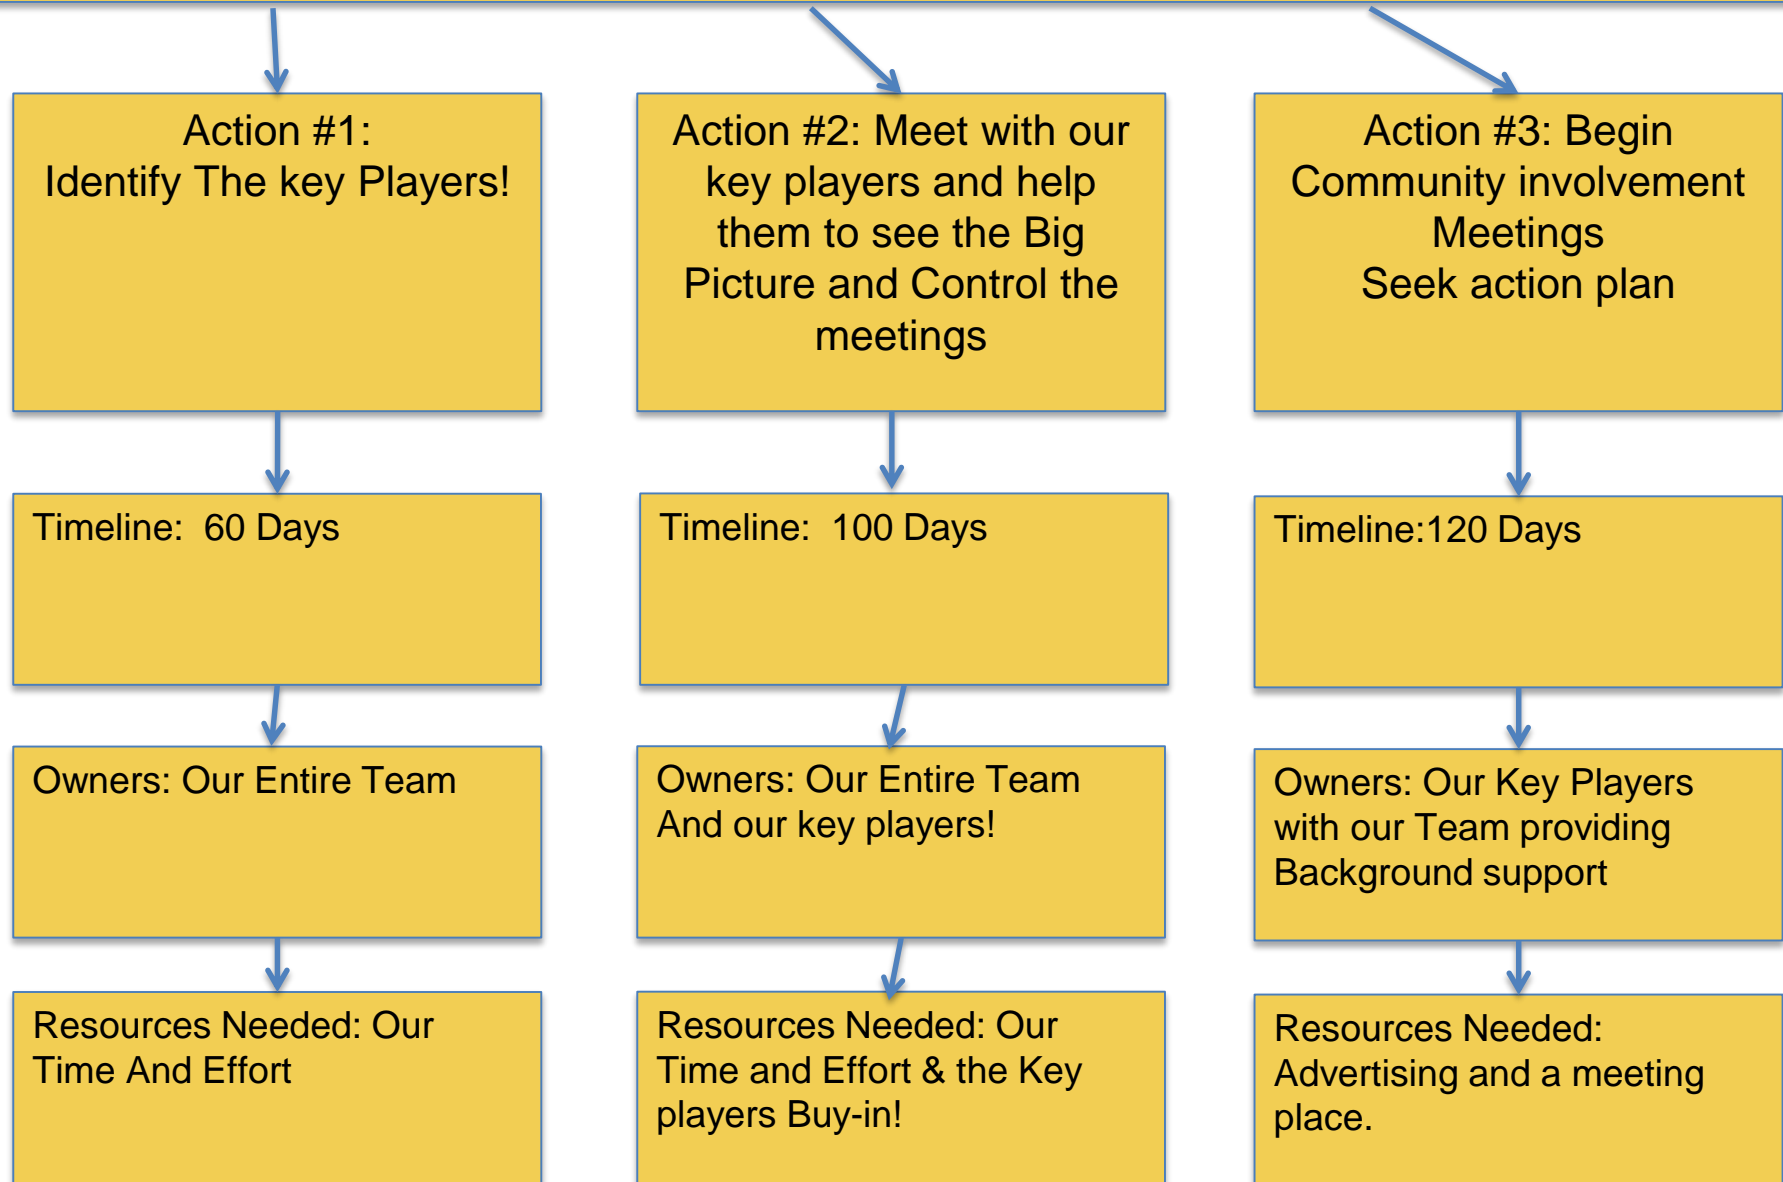 Action #1:
Identify The key Players!
Action #2: Meet with our
key players and help
them to see the Big
Picture and Control the
meetings
Action #3: Begin
Community involvement
Meetings
Seek action plan
Timeline:  60 Days
Timeline:  100 Days
Timeline:120 Days
Owners: Our Entire Team
Owners: Our Entire Team
And our key players!
Owners: Our Key Players
with our Team providing
Background support
Resources Needed: Our
Time And Effort
Resources Needed: Our
Time and Effort & the Key
players Buy-in!
Resources Needed:
Advertising and a meeting
place.